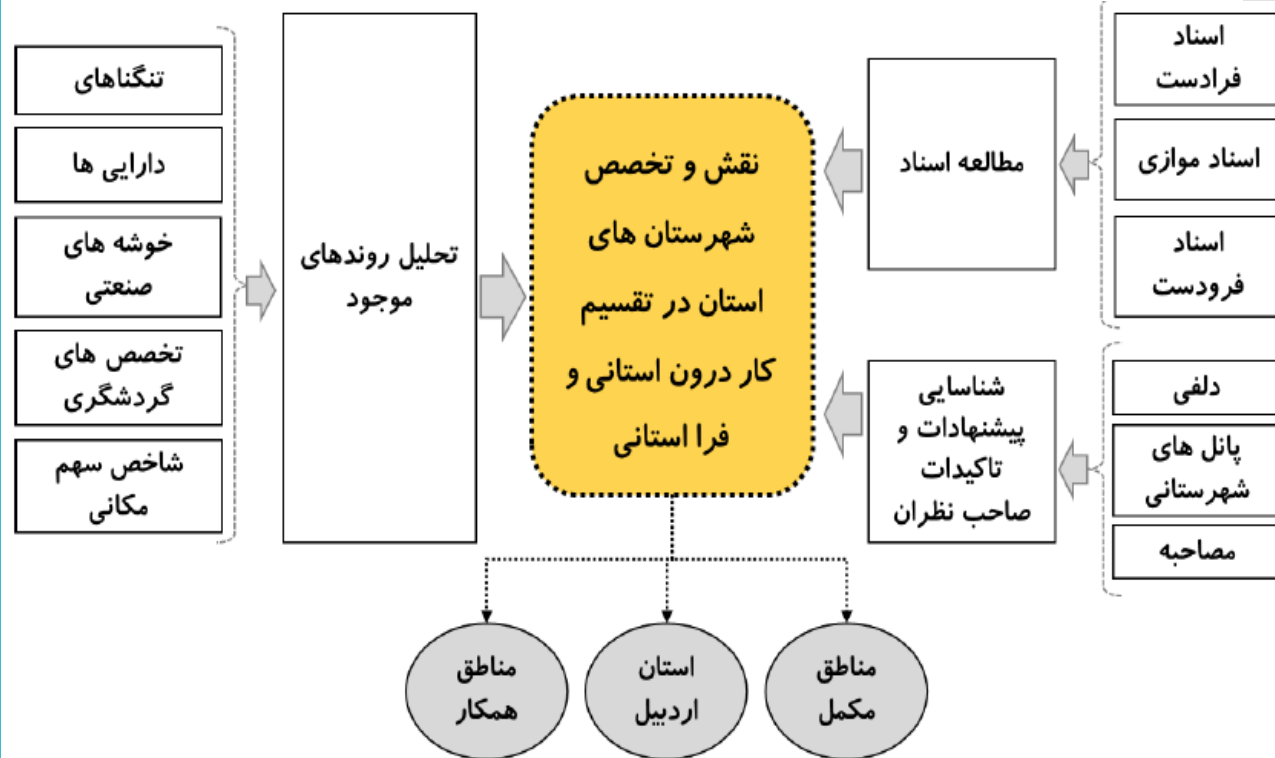 اسناد
فرادست
اسناد موازی
اسناد
فرودست
مطالعه اسناد
دلفی
پانل های
شهرستانی
مصاحبه
شناسایی
پیشنهادات و
تاکیدات
صاحب نظران
نقش و تخصص
شهرستان های
استان در تقسیم
کار درون استانی و
فرا استانی
تحلیل روندهای
موجود
تنگناهای
دارایی ها
خوشه های
صنعتی
تخصص های
گردشگری
شاخص سهم
مکانی
مناطق
مکمل
استان
اردبیل
مناطق
همکار